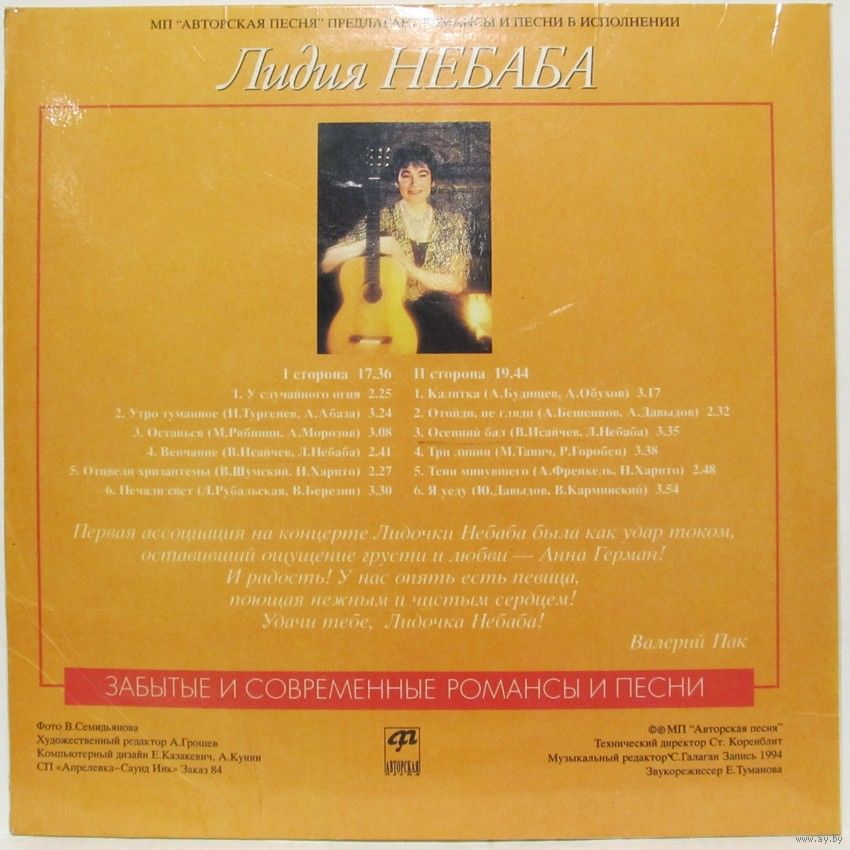 МП "АВТОРСКАЯ ПЕСНЯ" ПРЕДЛАГАЕТ РОМАНСЫ И ПЕСНИ В ИСПОЛНЕНИИ
Лидия НЕБАБА
I сторона 17.36
1. У случайного огня 2.25
2. Утро туманное (И.Тургенев, А.Абаза) 3.24
3. Останься (М.Рябинин, А.Морозов) 3.08
4. Венчание (В.Исайчев, Л.Небаба) 2.41
5. Отцвели хризантемы (В.Шумский, Н.Харито) 2.27
6. Печали свет (Л.Рубальская, В.Березин) 3.30
II сторона 19.44
1. Калитка (А.Будищев, А.Обухов) 3.17
2. Отойди, не гляди (А.Бешенцов, А.Давыдов) 2.32
3. Осенний бал (В.Исайчев, Л.Небаба) 3.35
4. Три линии (М.Танич, Р.Горобец) 3.38
5. Тени минувшего (А.Френкель, Н.Харито) 2.48
6. Я уеду (Ю.Давыдов, В.Карминский) 3.54
Первая ассоциация на концерте Лидочки Небаба была как удар током,
оставивший ощущение грусти и любви — Анна Герман!
И радость! У нас опять есть певица,
поющая нежным и чистым сердцем!
Удачи тебе, Лидочка Небаба!
Валерий Пак
ЗАБЫТЫЕ И СОВРЕМЕННЫЕ РОМАНСЫ И ПЕСНИ
Фото В.Семидьянова
Художественный редактор А.Грошев
Компьютерный дизайн Е.Казакевич, А.Кунин
СП «Апрелевка–Саунд Инк» Заказ 84
АВТОРСКАЯ
©℗МП "Авторская песня"
Технический директор Ст. Коренблит
Музыкальный редактор С.Галаган Запись 1994
Звукорежиссер Е.Туманова
www.ay.by